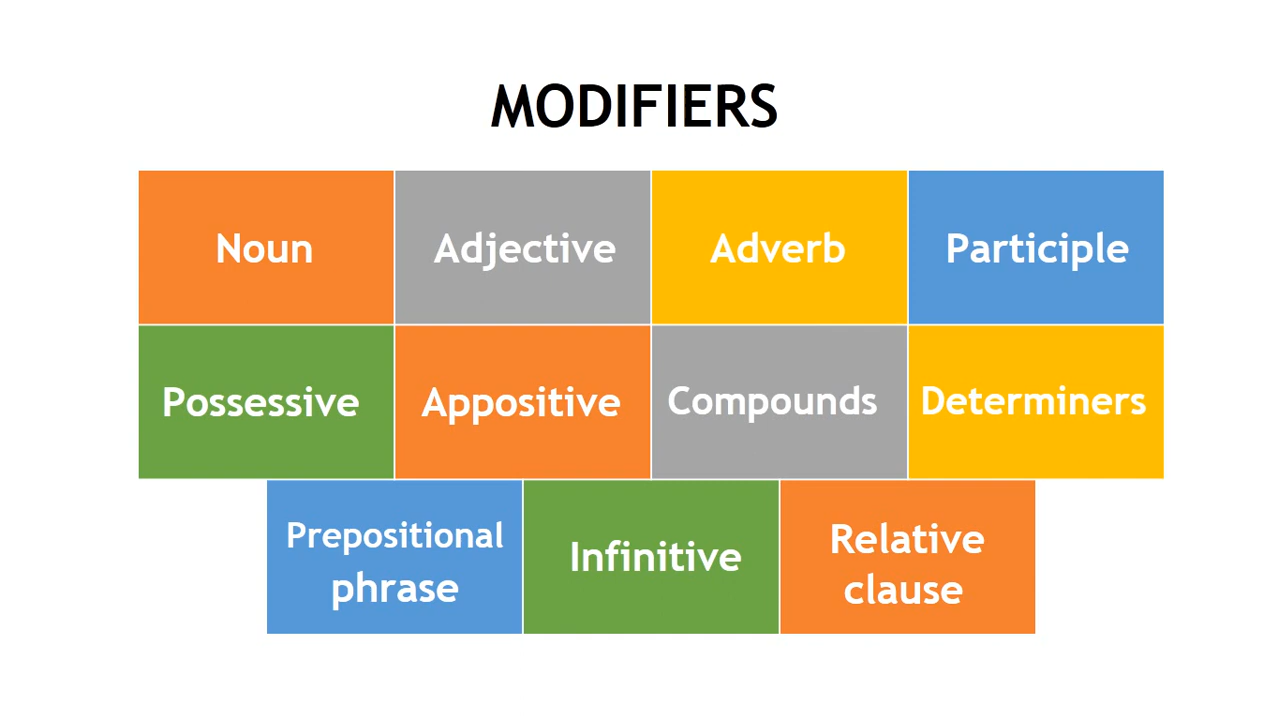 MODIFIERS
Noun
Adjective
Adverb
Participle
Possessive
Appositive
Compounds
Determiners
Prepositional
phrase
Infinitive
Relative
clause